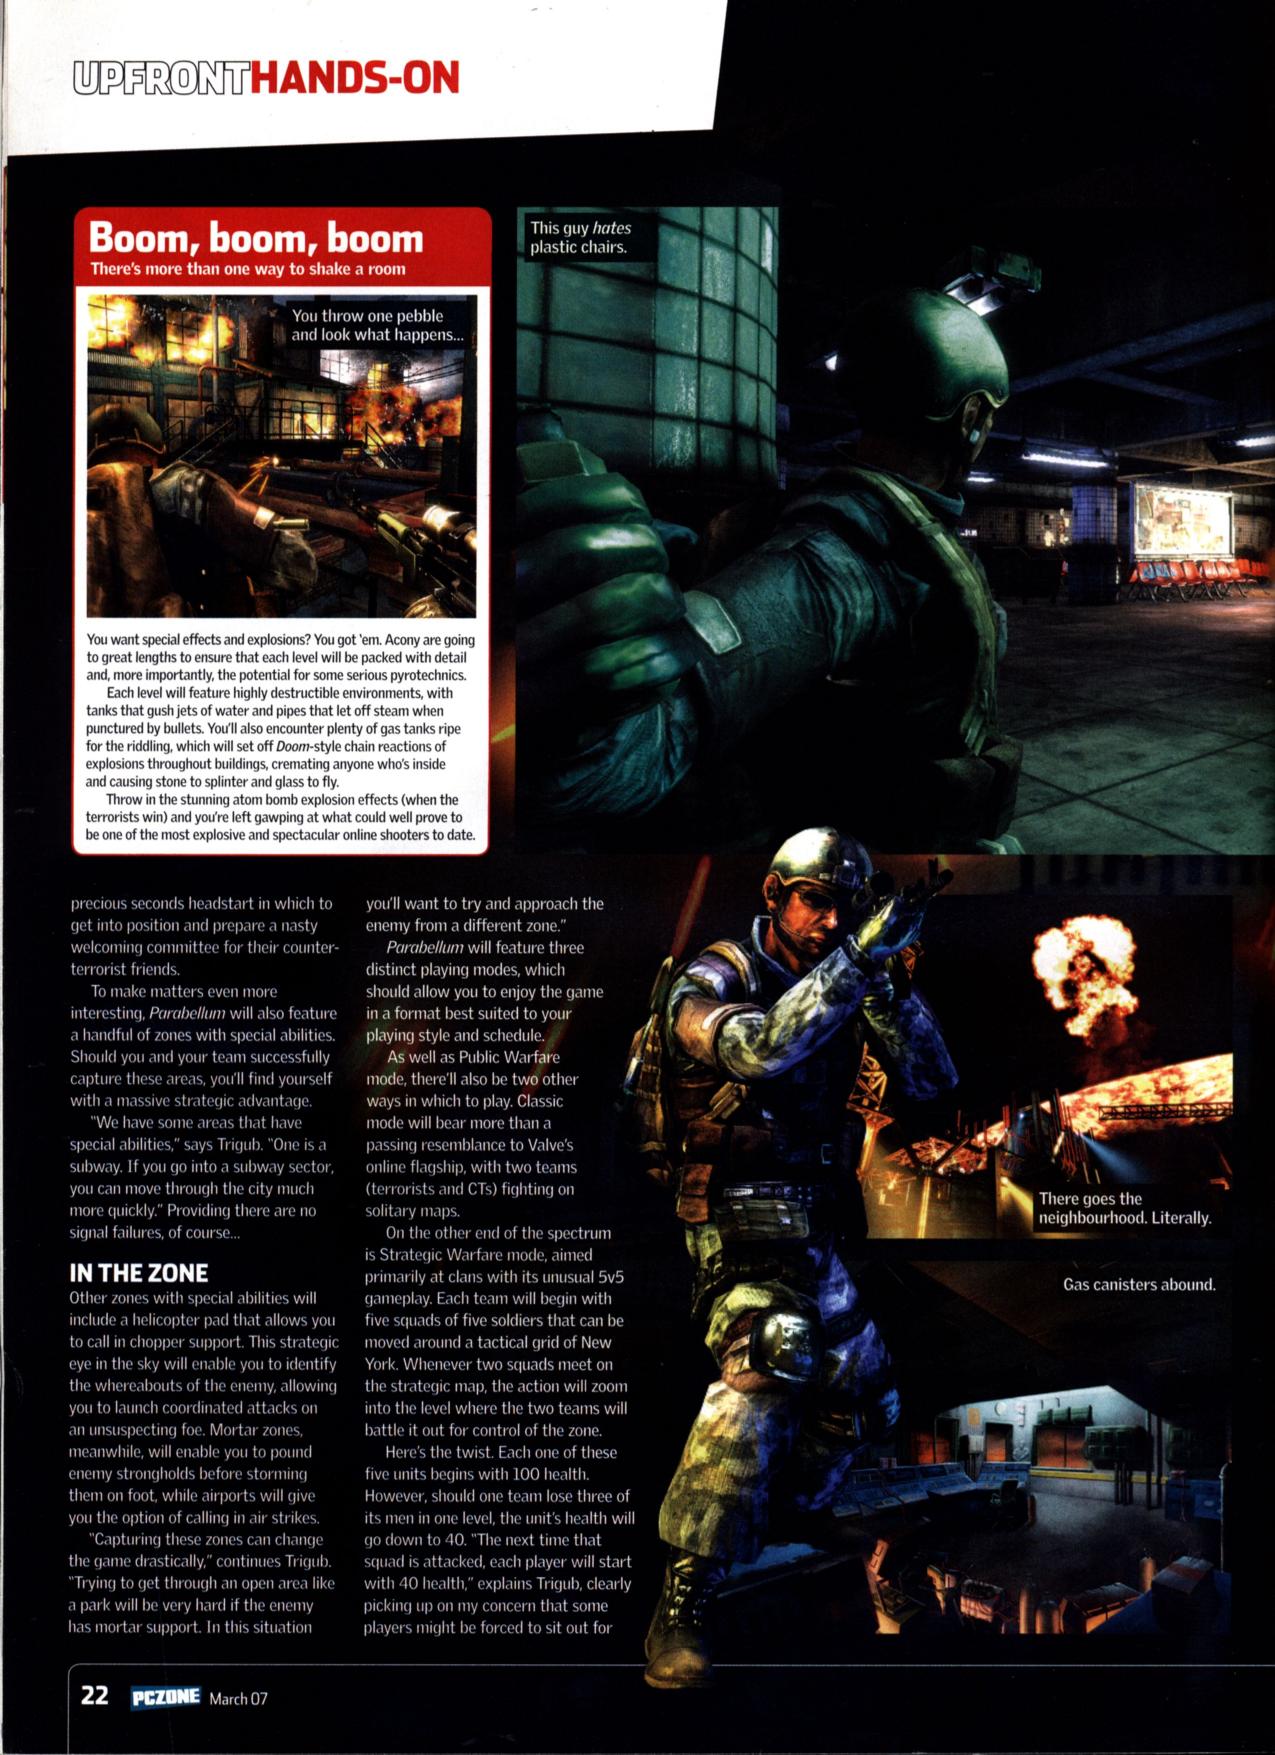 UPFRONTHANDS-ON
Boom, boom, boom
There's more than one way to shake a room
You throw one pebble
and look what happens...
You want special effects and explosions? You got 'em. Acony are going
to great lengths to ensure that each level will be packed with detail
and, more importantly, the potential for some serious pyrotechnics.
Each level will feature highly destructible environments, with
tanks that gush jets of water and pipes that let off steam when
punctured by bullets. You'll also encounter plenty of gas tanks ripe
for the riddling, which will set off Doom-style chain reactions of
explosions throughout buildings, cremating anyone who's inside
and causing stone to splinter and glass to fly.
Throw in the stunning atom bomb explosion effects (when the
terrorists win) and you're left gawping at what could well prove to
be one of the most explosive and spectacular online shooters to date.
This guy hates
plastic chairs.
precious seconds headstart in which to
get into position and prepare a nasty
welcoming committee for their counter-
terrorist friends.
To make matters even more
interesting, Parabellum will also feature
a handful of zones with special abilities.
Should you and your team successfully
capture these areas, you'll find yourself
with a massive strategic advantage.
"We have some areas that have
special abilities," says Trigub. "One is a
subway. If you go into a subway sector,
you can move through the city much
more quickly." Providing there are no
signal failures, of course...
IN THE ZONE
Other zones with special abilities will
include a helicopter pad that allows you
to call in chopper support. This strategic
eye in the sky will enable you to identify
the whereabouts of the enemy, allowing
you to launch coordinated attacks on
an unsuspecting foe. Mortar zones,
meanwhile, will enable you to pound
enemy strongholds before storming
them on foot, while airports will give
you the option of calling in air strikes.
"Capturing these zones can change
the game drastically," continues Trigub.
"Trying to get through an open area like
a park will be very hard if the enemy
has mortar support. In this situation
you'll want to try and approach the
enemy from a different zone."
Parabellum will feature three
distinct playing modes, which
should allow you to enjoy the game
in a format best suited to your
playing style and schedule.
As well as Public Warfare
mode, there'll also be two other
ways in which to play. Classic
mode will bear more than a
passing resemblance to Valve's
online flagship, with two teams
(terrorists and CTs) fighting on
solitary maps.
On the other end of the spectrum
is Strategic Warfare mode, aimed
primarily at clans with its unusual 5v5
gameplay. Each team will begin with
five squads of five soldiers that can be
moved around a tactical grid of New
York. Whenever two squads meet on
the strategic map, the action will zoom
into the level where the two teams will
battle it out for control of the zone.
Here's the twist. Each one of these
five units begins with 100 health.
However, should one team lose three of
its men in one level, the unit's health will
go down to 40. "The next time that
squad is attacked, each player will start
with 40 health," explains Trigub, clearly
picking up on my concern that some
players might be forced to sit out for
There goes the
neighbourhood. Literally.
Gas canisters abound.
22 PCZONE March 07